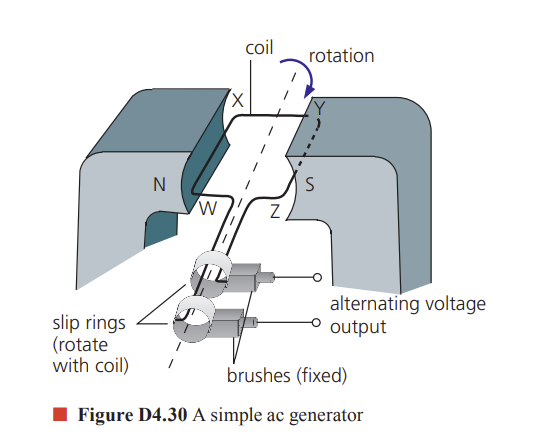 coil
rotation
X
Y
N
S
W
Z
slip rings
(rotate
with coil)
alternating voltage
output
brushes (fixed)
Figure D4.30 A simple ac generator